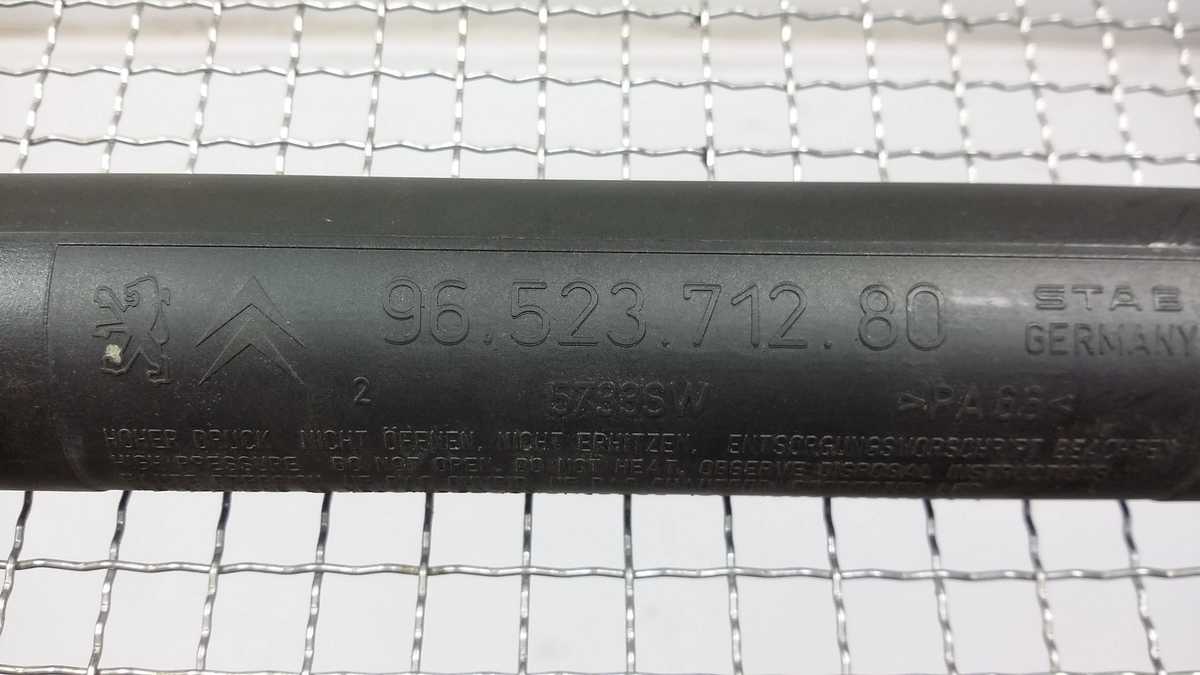 96.523.712.80
STAB
GERMANY
2
5733SW
>PA66<
HOHER DRUCK. NICHT ÖFFNEN. NICHT ERHITZEN. ENTSORGUNGSVORSCHRIFT BEACHTEN
HIGH PRESSURE. DO NOT OPEN. DO NOT HEAT. OBSERVE DISPOSAL INSTRUCTIONS